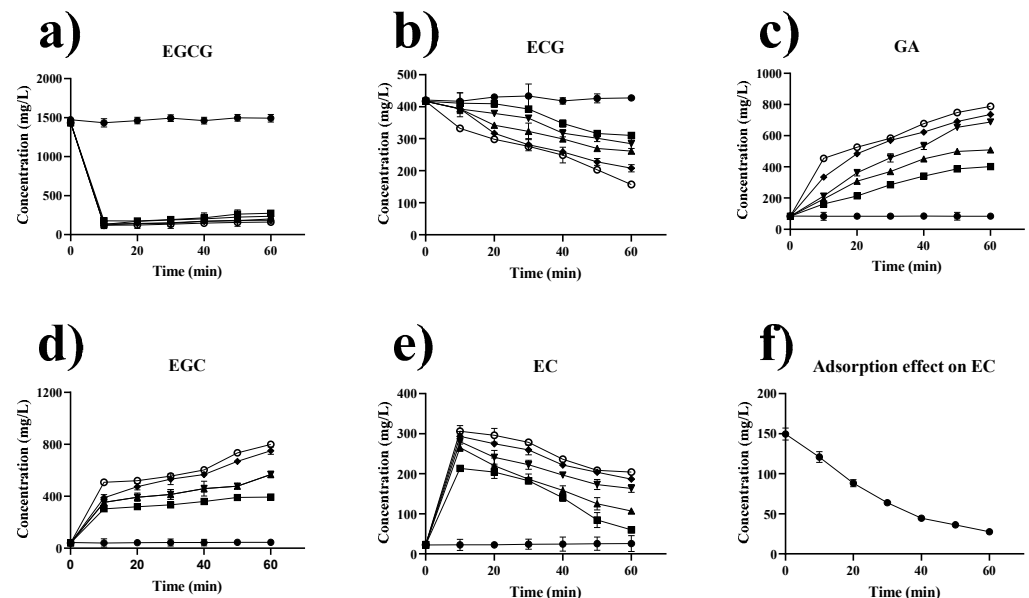 a)
EGCG
Concentration (mg/L)
2000
1500
1000
500
0
0 20 40 60
Time (min)
b)
ECG
Concentration (mg/L)
500
400
300
200
100
0
0 20 40 60
Time (min)
c)
GA
Concentration (mg/L)
1000
800
600
400
200
0
0 20 40 60
Time (min)
d)
EGC
Concentration (mg/L)
1200
800
400
0
0 20 40 60
Time (min)
e)
EC
Concentration (mg/L)
400
300
200
100
0
0 20 40 60
Time (min)
f)
Adsorption effect on EC
Concentration (mg/L)
200
150
100
50
0
0 20 40 60
Time (min)